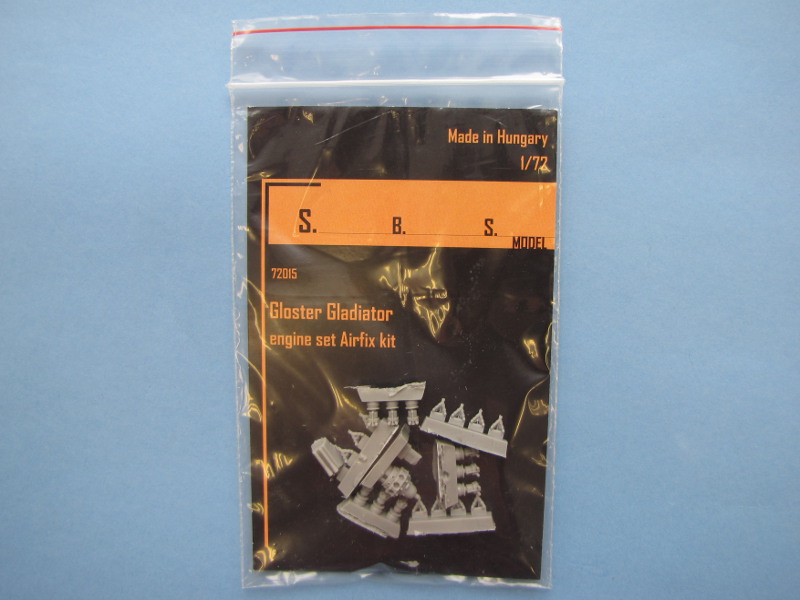 Made in Hungary
1/72
S. B. S.
MODEL
72015
Gloster Gladiator
engine set Airfix kit